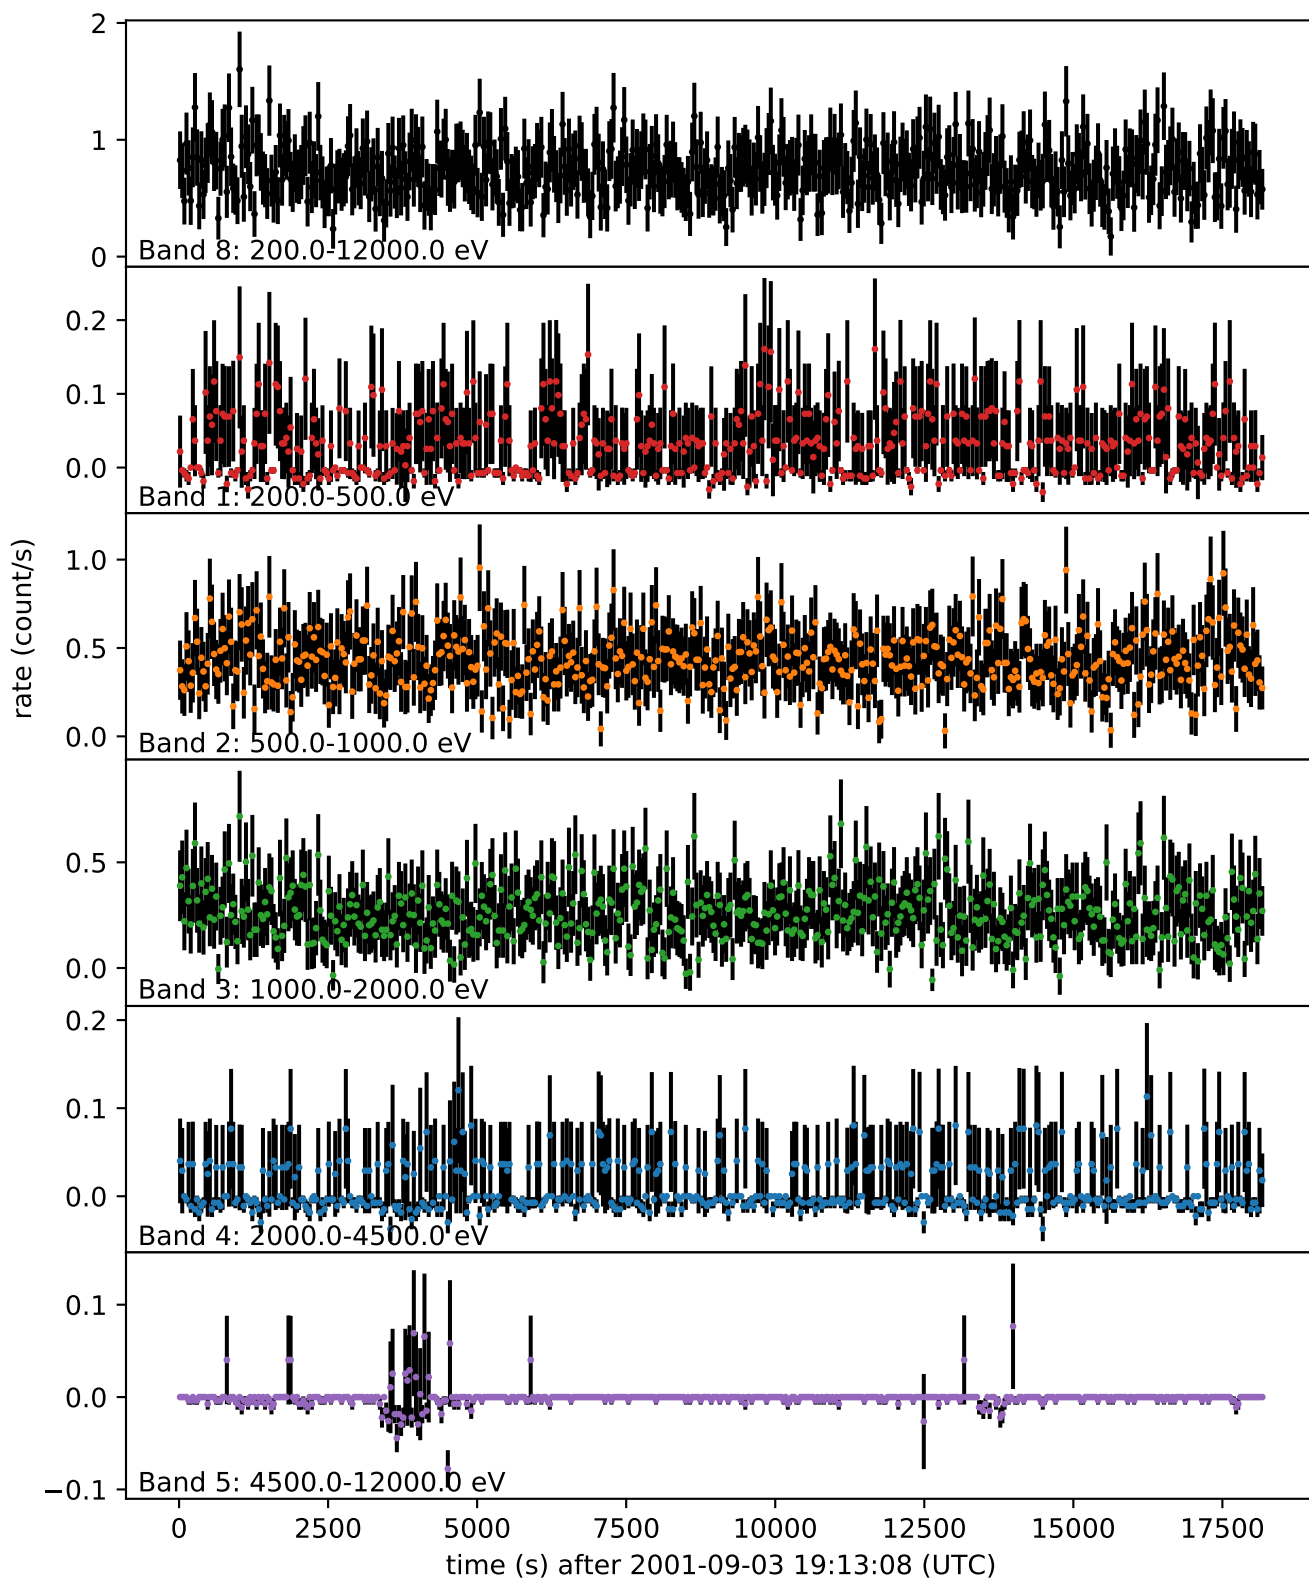 2
1
0
Band 8: 200.0-12000.0 eV
0.2
0.1
0.0
Band 1: 200.0-500.0 eV
1.0
0.5
0.0
Band 2: 500.0-1000.0 eV
rate (count/s)
0.5
0.0
Band 3: 1000.0-2000.0 eV
0.2
0.1
0.0
Band 4: 2000.0-4500.0 eV
0.1
0.0
−0.1
Band 5: 4500.0-12000.0 eV
0 2500 5000 7500 10000 12500 15000 17500
time (s) after 2001-09-03 19:13:08 (UTC)